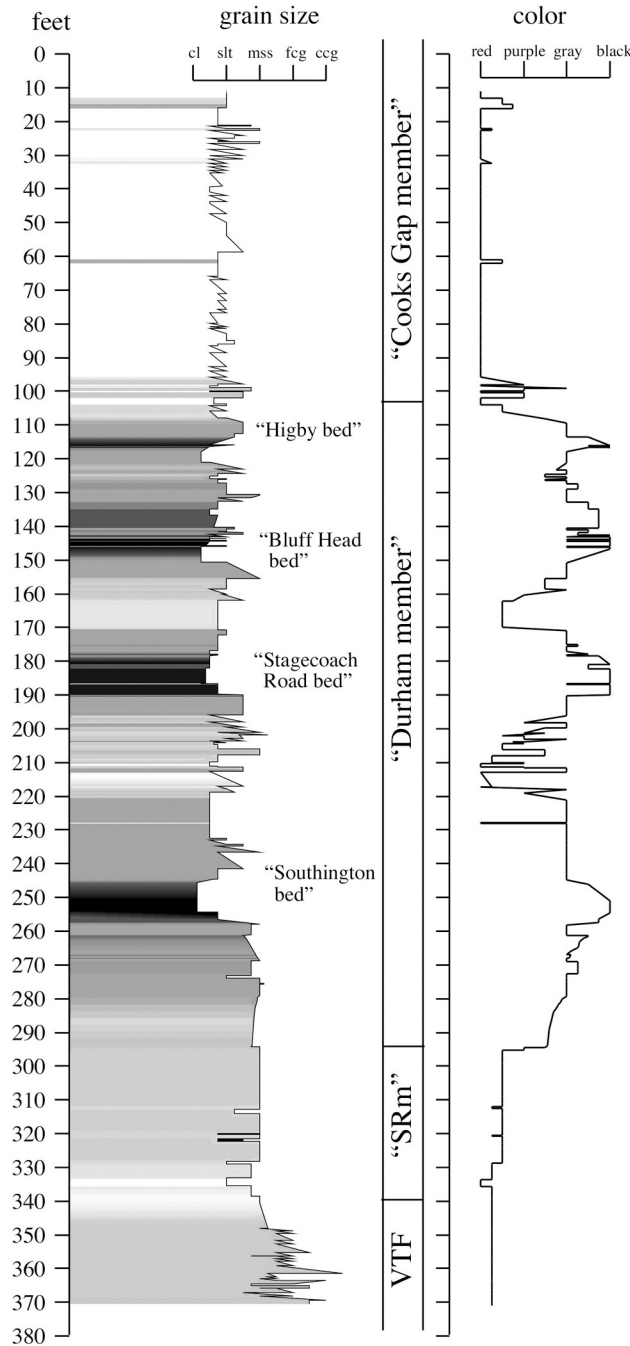 grain size
color
feet
cl slt mss fcg ccg
red purple gray black
0
10
20
30
40
50
60
70
80
90
100
110
120
130
140
150
160
170
180
190
200
210
220
230
240
250
260
270
280
290
300
310
320
330
340
350
360
370
380
“Higby bed”
“Bluff Head
bed”
“Stagecoach
Road bed”
“Southington
bed”
“Cooks Gap member”
“Durham member”
“SRm”
VTF